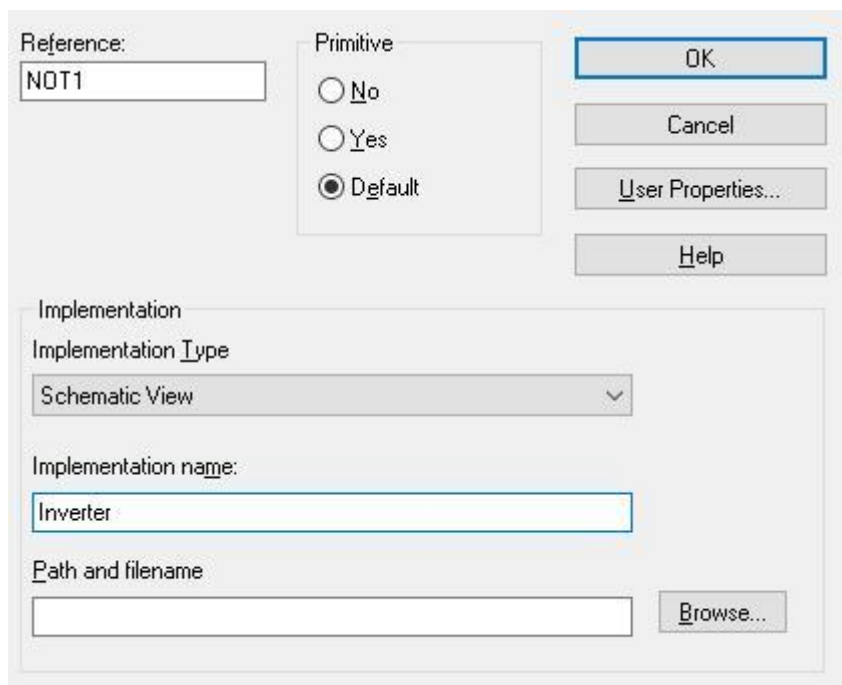 Reference:
NOT1
Primitive
No
Yes
Default
OK
Cancel
User Properties...
Help
Implementation
Implementation Type
Schematic View
Implementation name:
Inverter
Path and filename
Browse...